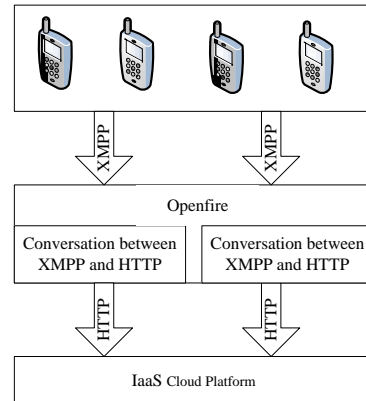 XMPP
XMPP
Openfire
Conversation between
XMPP and HTTP
Conversation between
XMPP and HTTP
HTTP
HTTP
IaaS Cloud Platform